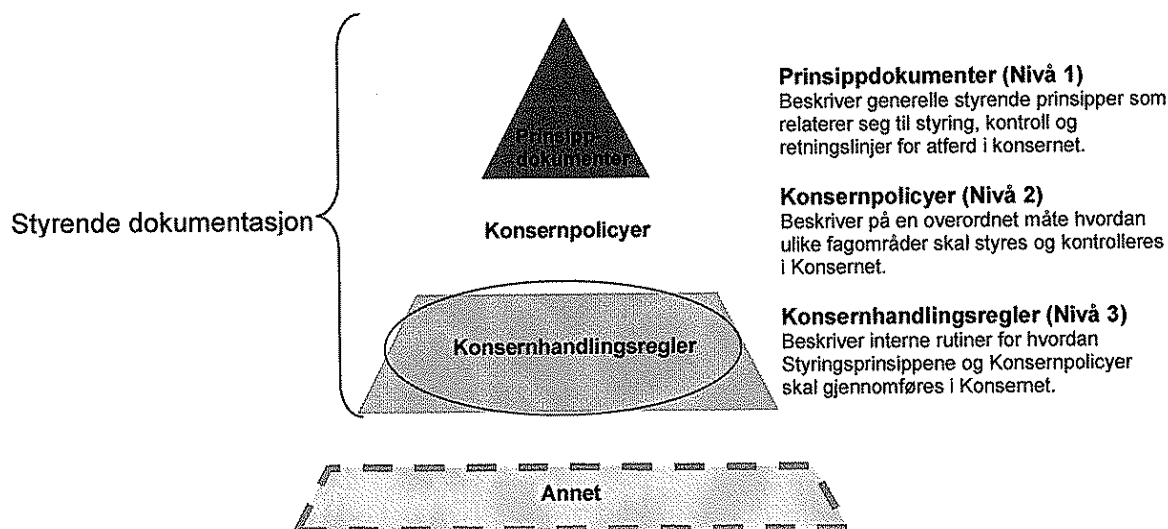 Styrende dokumentasjon
Prinsipp-
dokumenter
Konsernpolicyer
Konsernhandlingsregler
Annet
Prinsippdokumenter (Nivå 1)
Beskriver generelle styrende prinsipper som
relaterer seg til styring, kontroll og
retningslinjer for atferd i konsernet.
Konsernpolicyer (Nivå 2)
Beskriver på en overordnet måte hvordan
ulike fagområder skal styres og kontrolleres
i Konsernet.
Konsernhandlingsregler (Nivå 3)
Beskriver interne rutiner for hvordan
Styringsprinsippene og Konsernpolicyer
skal gjennomføres i Konsernet.